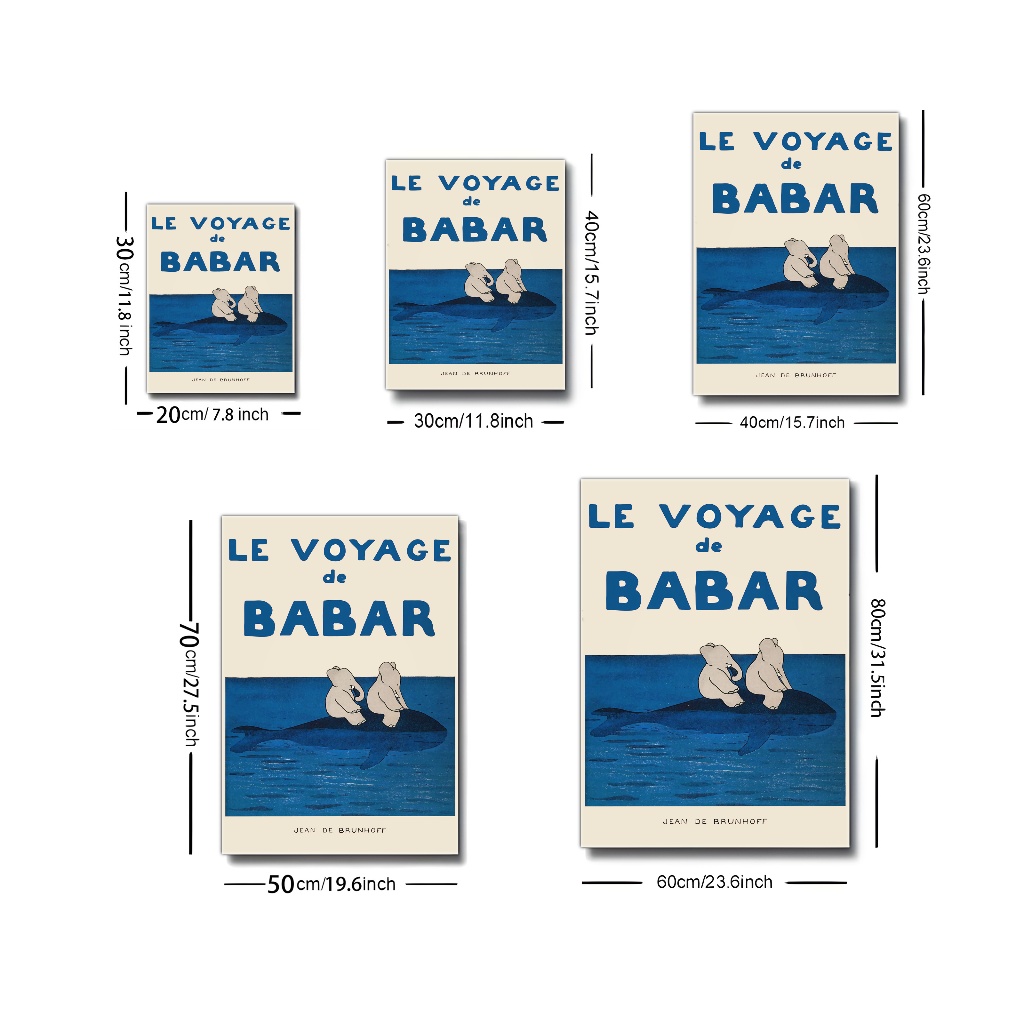 LE VOYAGE
de
BABAR
JEAN DE BRUNHOFF
30cm/11.8 inch
20cm/ 7.8 inch
LE VOYAGE
de
BABAR
JEAN DE BRUNHOFF
40cm/15.7inch
30cm/11.8inch
LE VOYAGE
de
BABAR
JEAN DE BRUNHOFF
60cm/23.6inch
40cm/15.7inch
LE VOYAGE
de
BABAR
JEAN DE BRUNHOFF
70cm/27.5inch
50cm/19.6inch
LE VOYAGE
de
BABAR
JEAN DE BRUNHOFF
80cm/31.5inch
60cm/23.6inch